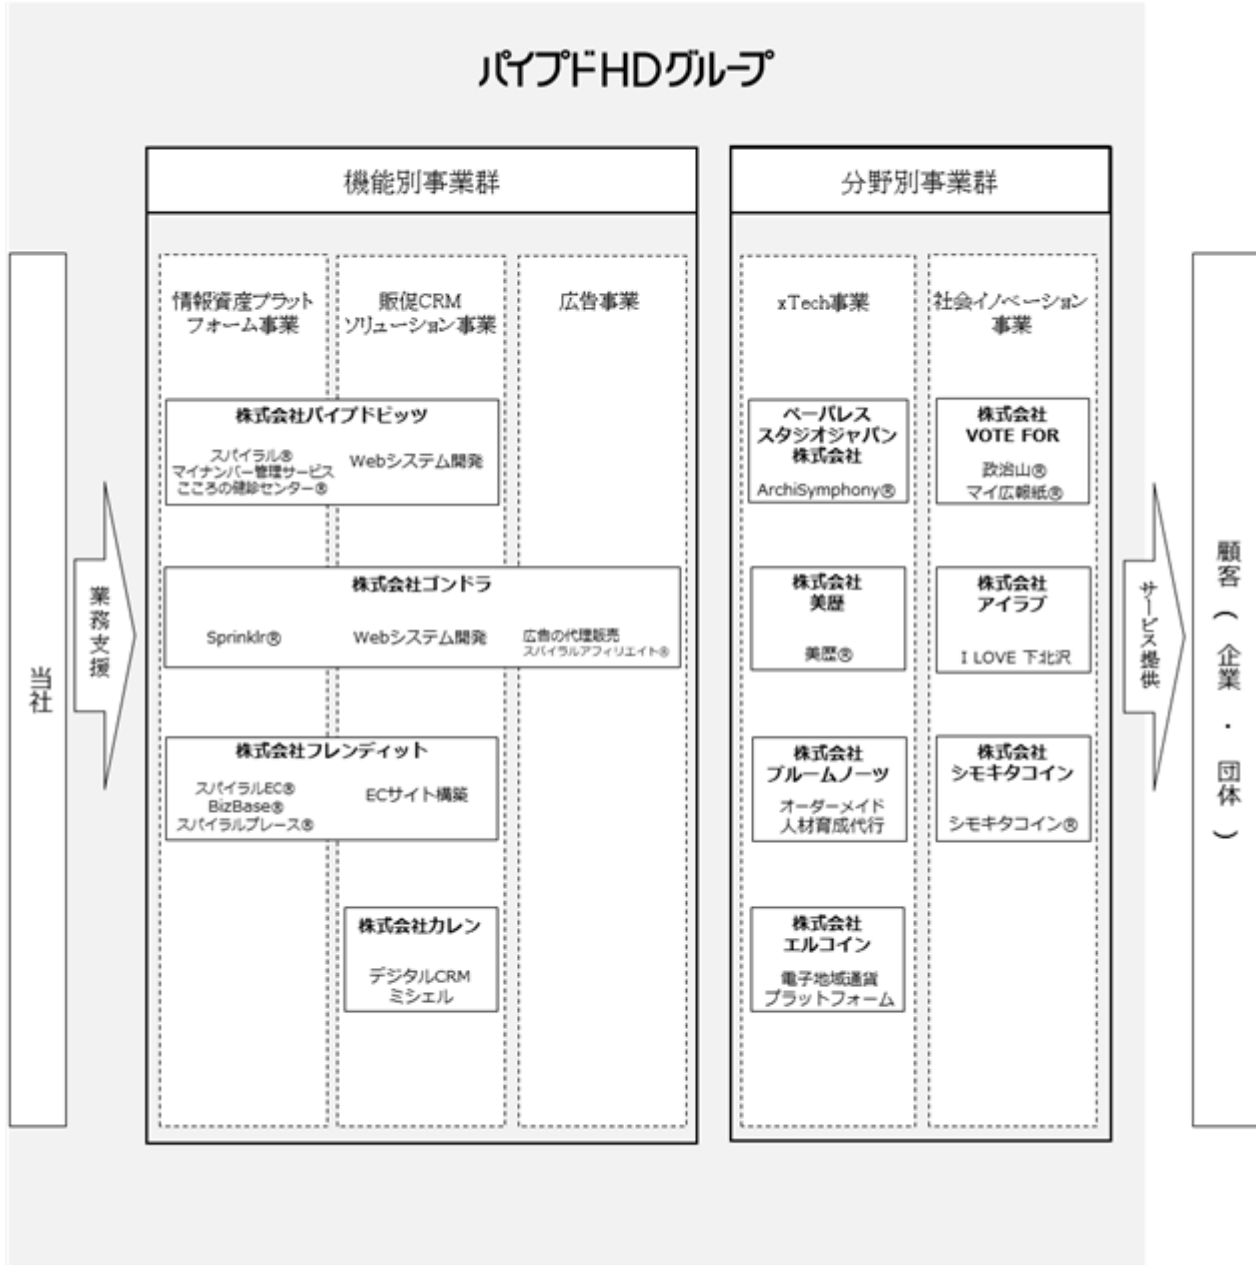 パイプドHDグループ
機能別事業群
分野別事業群
当社
業務支援
情報資産プラット
フォーム事業
販促CRM
ソリューション事業
広告事業
株式会社パイプドビッツ
スパイラル®
マイナンバー管理サービス
こころの健診センター®
Webシステム開発
株式会社ゴンドラ
Sprinklr®
Webシステム開発
広告の代理販売
スパイラルアフィリエイト®
株式会社フレンディット
スパイラルEC®
BizBase®
スパイラルプレース®
ECサイト構築
株式会社カレン
デジタルCRM
ミシェル
xTech事業
社会イノベーション
事業
ペーパレス
スタジオジャパン
株式会社
ArchiSymphony®
株式会社
VOTE FOR
政治山®
マイ広報紙®
株式会社
美歴
美歴®
株式会社
アイラブ
I LOVE 下北沢
株式会社
ブルームノーツ
オーダーメイド
人材育成代行
株式会社
シモキタコイン
シモキタコイン®
株式会社
エルコイン
電子地域通貨
プラットフォーム
サービス提供
顧客（企業・団体）